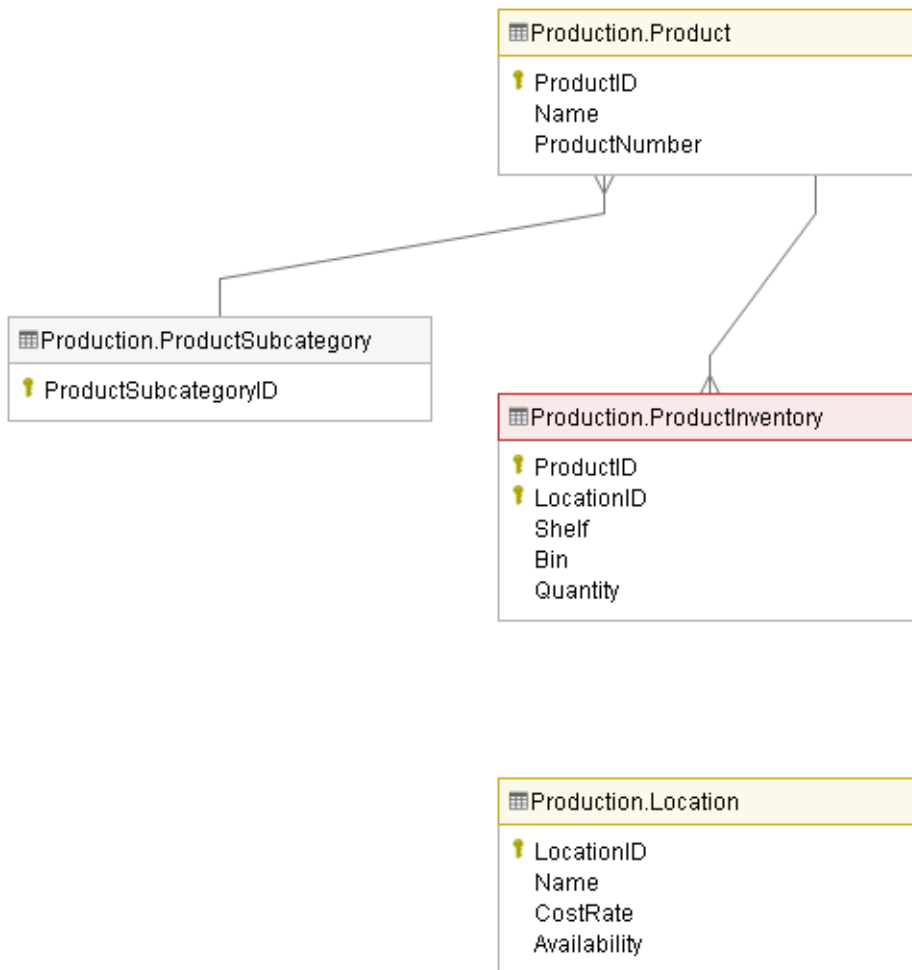 Production.Product
ProductID
Name
ProductNumber
Production.ProductSubcategory
ProductSubcategoryID
Production.ProductInventory
ProductID
LocationID
Shelf
Bin
Quantity
Production.Location
LocationID
Name
CostRate
Availability